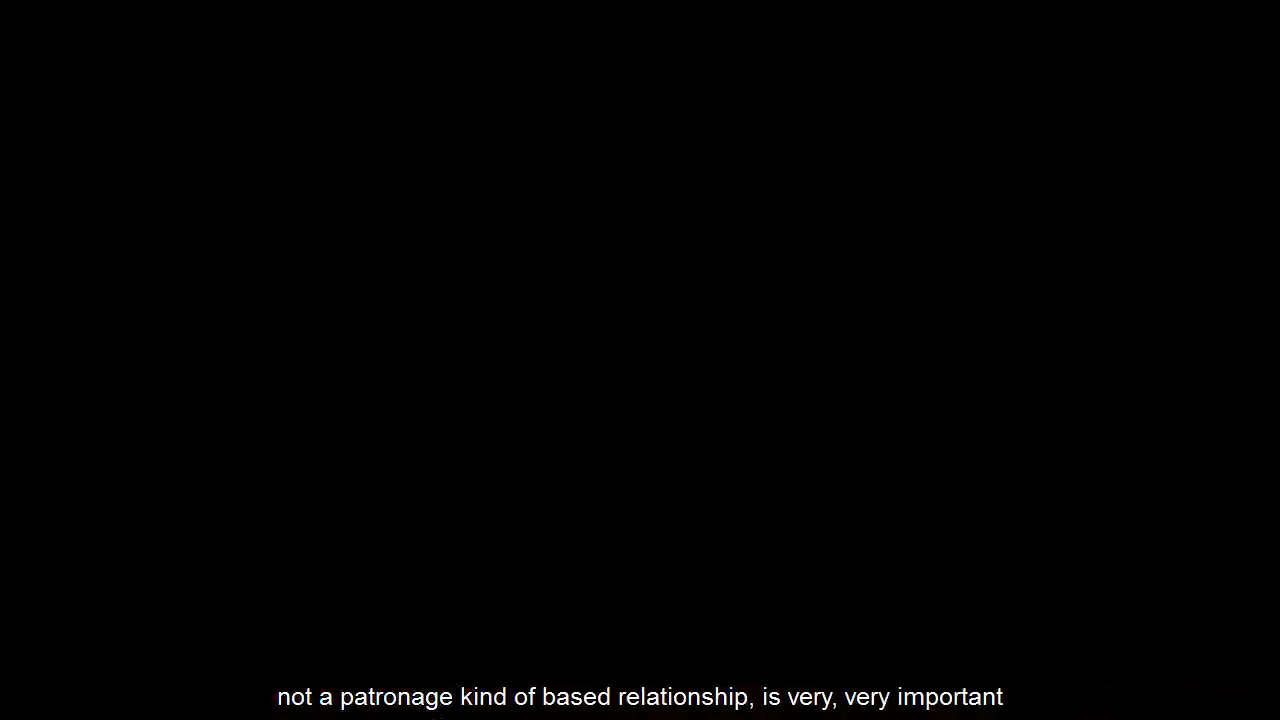 not a patronage kind of based relationship, is very, very important